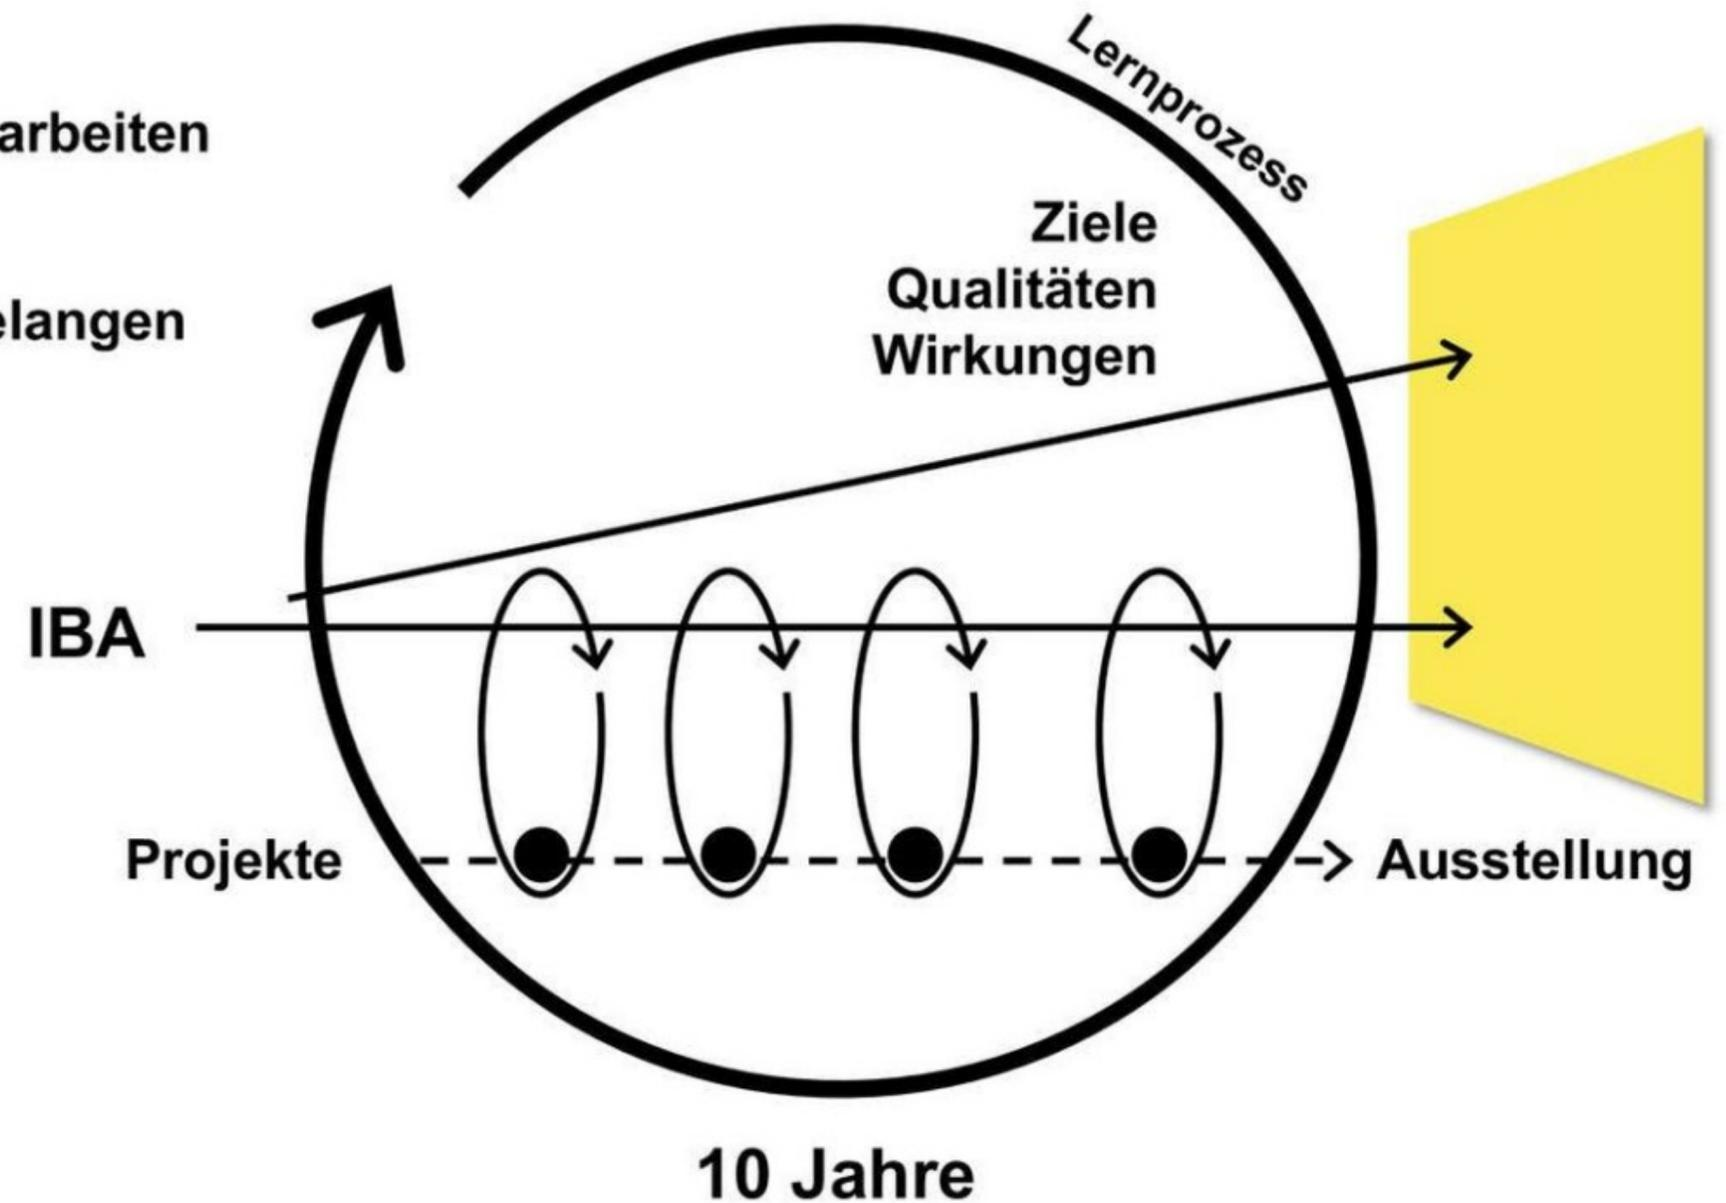 Lernprozess
arbeiten
Ziele
Qualitäten
elangen
Wirkungen
IBA
Projekte
Ausstellung
10 Jahre